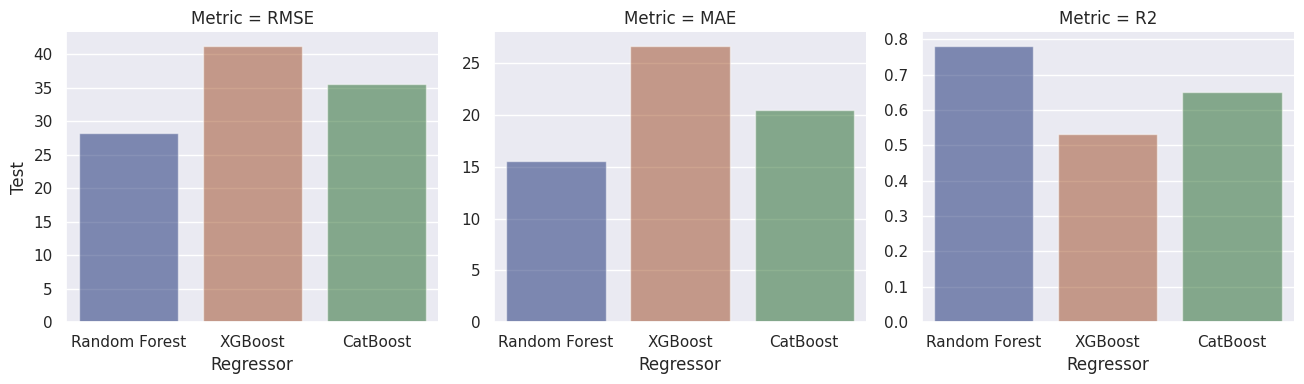 Metric = RMSE
Test
40
35
30
25
20
15
10
5
0
Random Forest XGBoost CatBoost
Regressor
Metric = MAE
25
20
15
10
5
0
Random Forest XGBoost CatBoost
Regressor
Metric = R2
0.8
0.7
0.6
0.5
0.4
0.3
0.2
0.1
0.0
Random Forest XGBoost CatBoost
Regressor